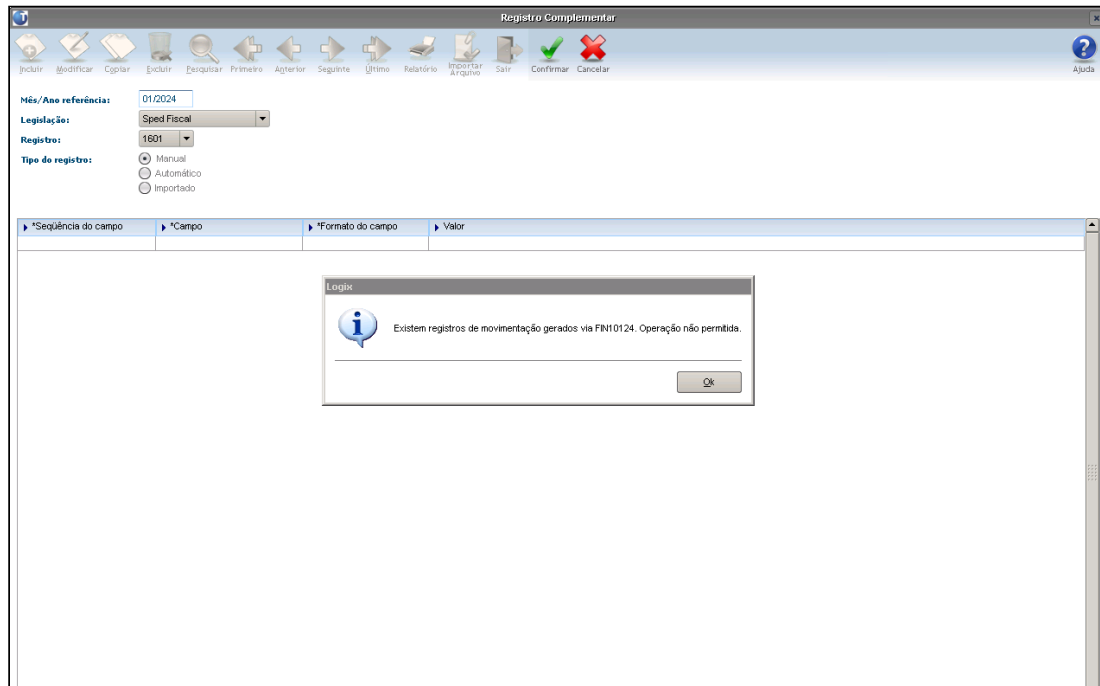 Registro Complementar
Incluir Modificar Copiar Excluir Pesquisar Primeiro Anterior Seguinte Último Relatório Importar Arquivo Sair Confirmar Cancelar Ajuda
Mês/Ano referência: 01/2024
Legislação: Sped Fiscal
Registro: 1601
Tipo do registro: Manual
Automático
Importado
*Seqüência do campo *Campo *Formato do campo Valor
Logix
Existem registros de movimentação gerados via FIN10124. Operação não permitida.
Ok